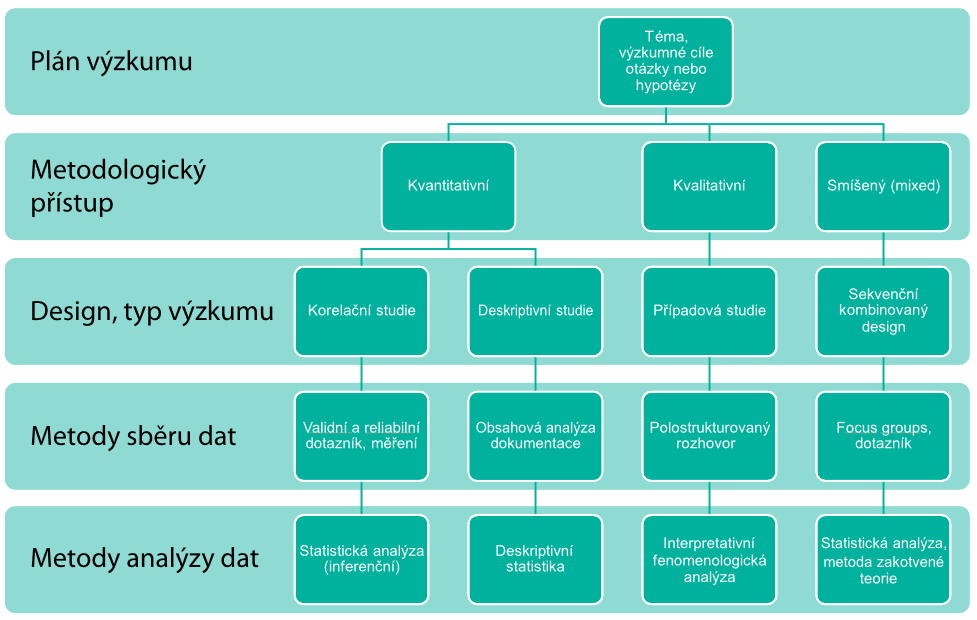 Plán výzkumu
Téma,
výzkumné cíle
otázky nebo
hypotézy
Metodologický
přístup
Kvantitativní
Kvalitativní
Smíšený (mixed)
Design, typ výzkumu
Korelační studie
Deskriptivní studie
Případová studie
Sekvenční
kombinovaný
design
Metody sběru dat
Validní a reliabilní
dotazník, měření
Obsahová analýza
dokumentace
Polostrukturovaný
rozhovor
Focus groups,
dotazník
Metody analýzy dat
Statistická analýza
(inferenční)
Deskriptivní
statistika
Interpretativní
fenomenologická
analýza
Statistická analýza,
metoda zakotvené
teorie